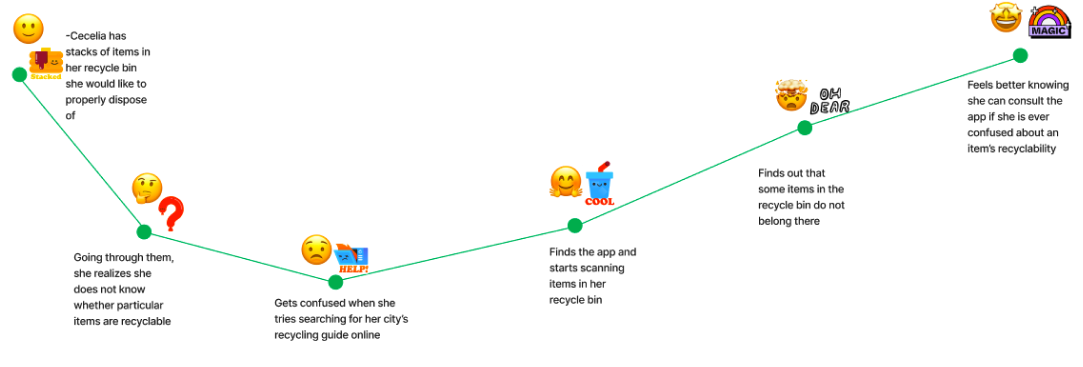 -Cecelia has
stacks of items in
her recycle bin
she would like to
properly dispose
of
Stacked
Going through them,
she realizes she
does not know
whether particular
items are recyclable
HELP!
Gets confused when she
tries searching for her city's
recycling guide online
COOL
Finds the app and
starts scanning
items in her
recycle bin
OH
DEAR
Finds out that
some items in the
recycle bin do not
belong there
MAGIC
Feels better knowing
she can consult the
app if she is ever
confused about an
item's recyclability